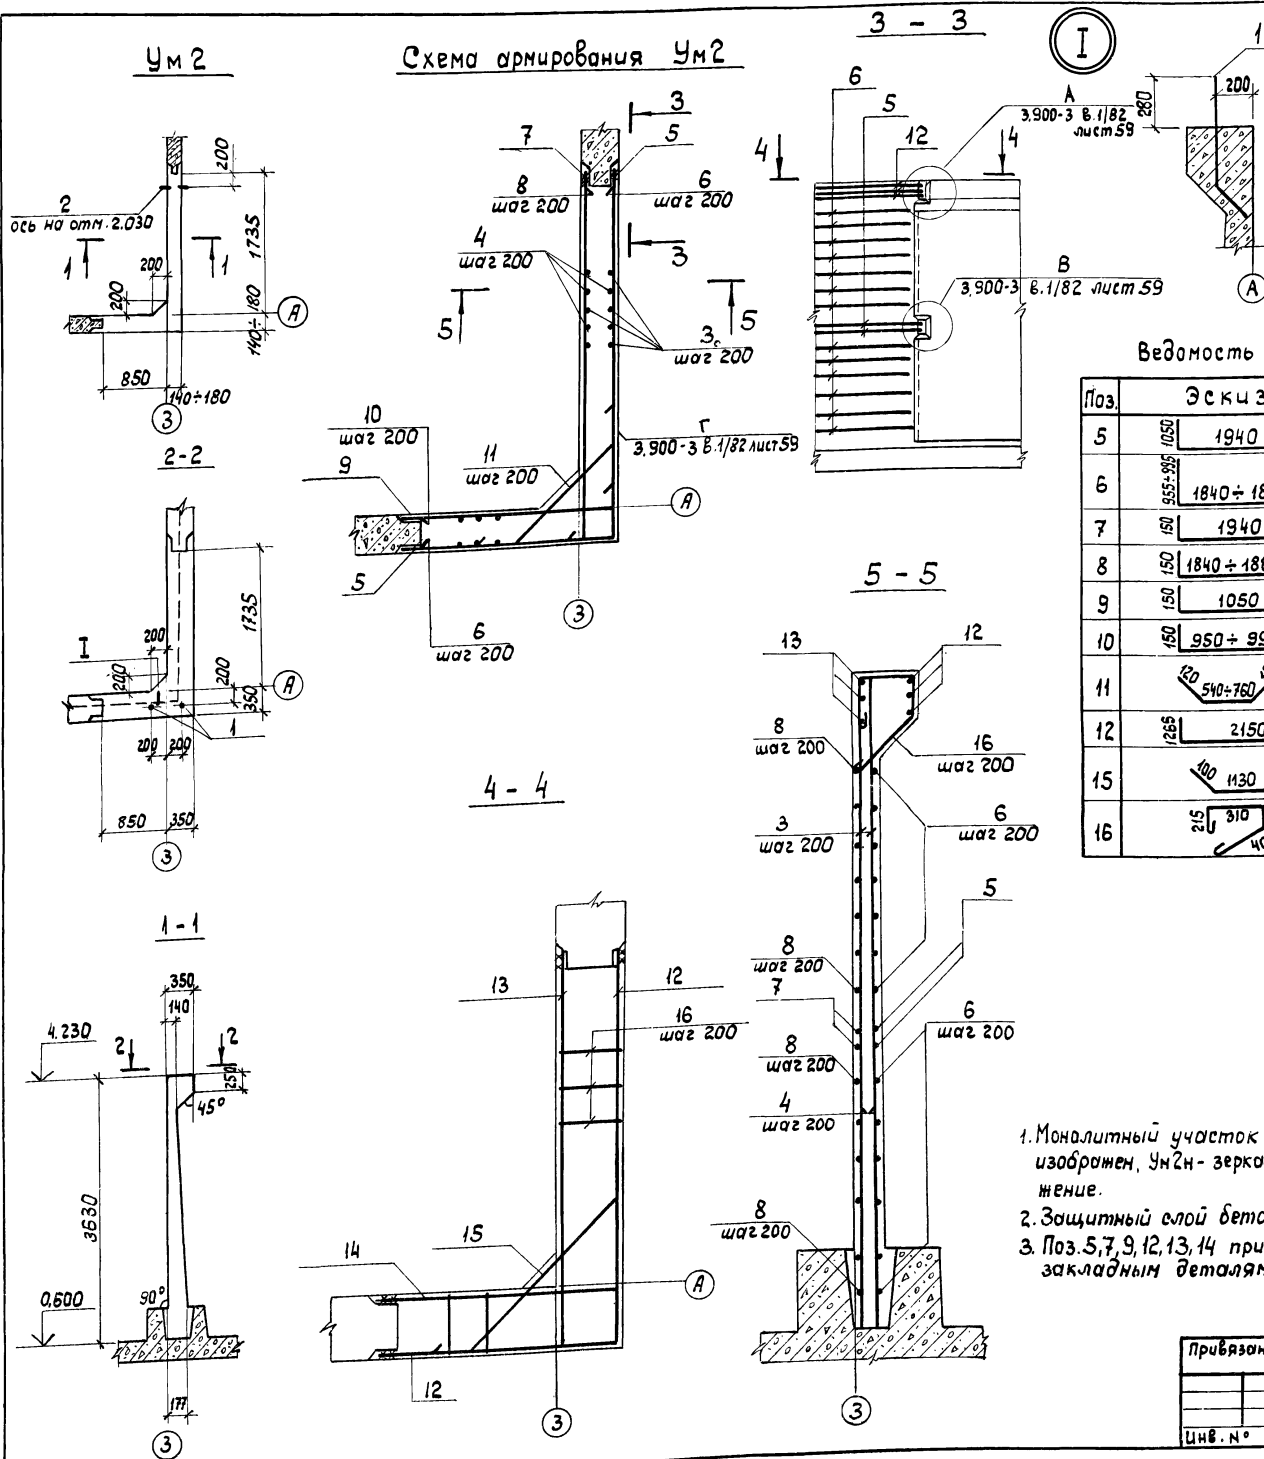 Ум2
200
2
ось на отм. 2.030
1735
1
1
200
200
140÷180
А
850
140÷180
3
2-2
1735
I
200
200
200
350
А
1
200
200
850
350
3
1-1
350
140
4.230
2
2
250
45°
3630
0.600
90°
177
3
Схема армирования Ум2
3
7
5
8
шаг 200
6
шаг 200
4
шаг 200
3
5
5
3
шаг 200
10
шаг 200
Г
3.900-3 в.1/82 лист 59
11
шаг 200
9
А
5
6
шаг 200
3
4 - 4
13
12
16
шаг 200
15
14
А
12
3
3 - 3
6
5
12
А
3.900-3 в.1/82
лист 59
4
4
В
3.900-3 в.1/82 лист 59
I
1
200
280
А
5 - 5
13
12
8
шаг 200
16
шаг 200
3
шаг 200
6
шаг 200
5
8
шаг 200
7
6
шаг 200
8
шаг 200
4
шаг 200
8
шаг 200
3
Ведомость
Поз. Эскиз
5 1050 1940
6 955÷995 1840÷18
7 150 1940
8 150 1840÷188
9 150 1050
10 150 950÷99
11 120 540÷760
12 1265 2150
15 100 1130
16 215 310 40
1. Монолитный участок
изображен, Ум2н- зерка
жение.
2. Защитный слой бето
3. Поз. 5,7,9,12,13,14 при
закладным деталям
Привязан
Инв. №